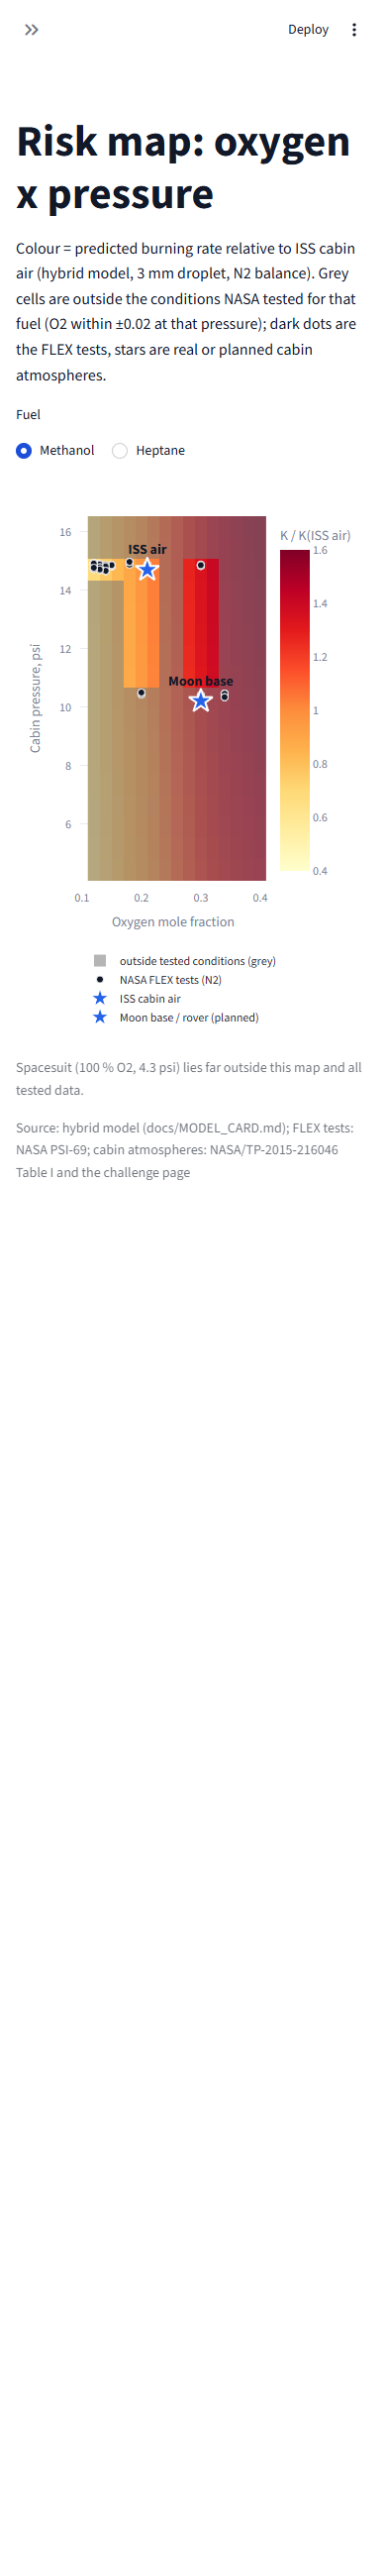 Deploy
Risk map: oxygen
x pressure
Colour = predicted burning rate relative to ISS cabin
air (hybrid model, 3 mm droplet, N2 balance). Grey
cells are outside the conditions NASA tested for that
fuel (O2 within ±0.02 at that pressure); dark dots are
the FLEX tests, stars are real or planned cabin
atmospheres.
Fuel
Methanol
Heptane
K / K(ISS air)
16
14
12
10
8
6
Cabin pressure, psi
ISS air
Moon base
1.6
1.4
1.2
1
0.8
0.6
0.4
0.1
0.2
0.3
0.4
Oxygen mole fraction
outside tested conditions (grey)
NASA FLEX tests (N2)
ISS cabin air
Moon base / rover (planned)
Spacesuit (100 % O2, 4.3 psi) lies far outside this map and all
tested data.
Source: hybrid model (docs/MODEL_CARD.md); FLEX tests:
NASA PSI-69; cabin atmospheres: NASA/TP-2015-216046
Table I and the challenge page